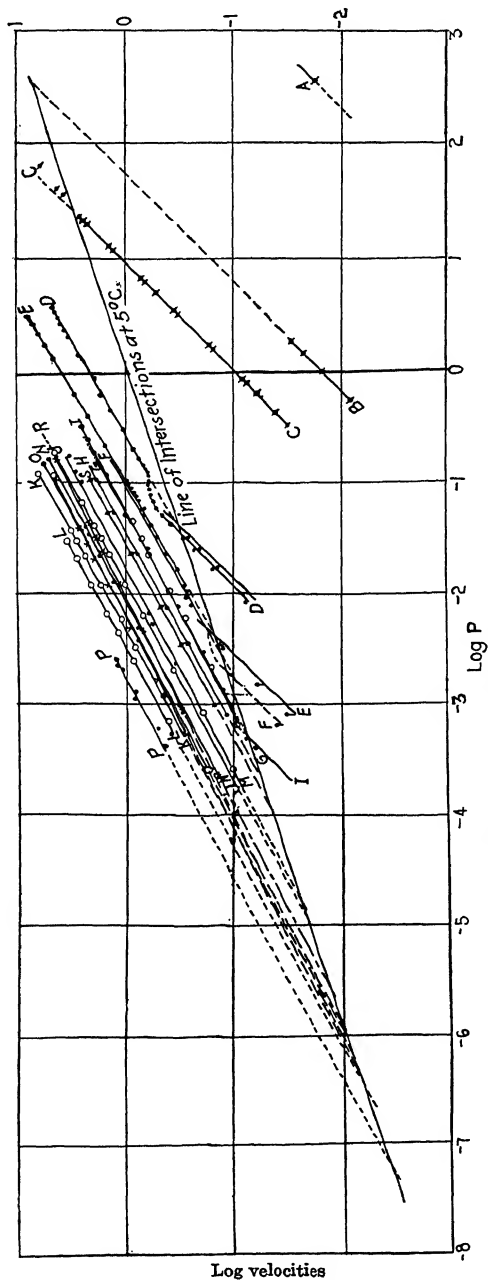 1
0
-1
-2
3
2
1
0
-1
-2
-3
-4
-5
-6
-7
-8
Log P
Log velocities
Line of Intersections at 5°C.
A
B
B
C
C
D
D
E
E
F
F
G
I
I
H
S
R
N
O
K
L
P
P
K
M